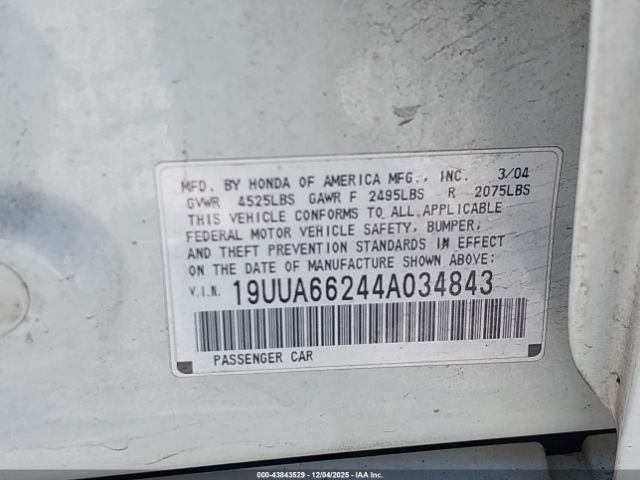 MFD. BY HONDA OF AMERICA MFG., INC. 3/04
GVWR 4525LBS GAWR F 2495LBS R 2075LBS
THIS VEHICLE CONFORMS TO ALL APPLICABLE
FEDERAL MOTOR VEHICLE SAFETY, BUMPER,
AND THEFT PREVENTION STANDARDS IN EFFECT
ON THE DATE OF MANUFACTURE SHOWN ABOVE:
V.I.N. 19UUA66244A034843
PASSENGER CAR
000-43843529 - 12/04/2025 - IAA Inc.